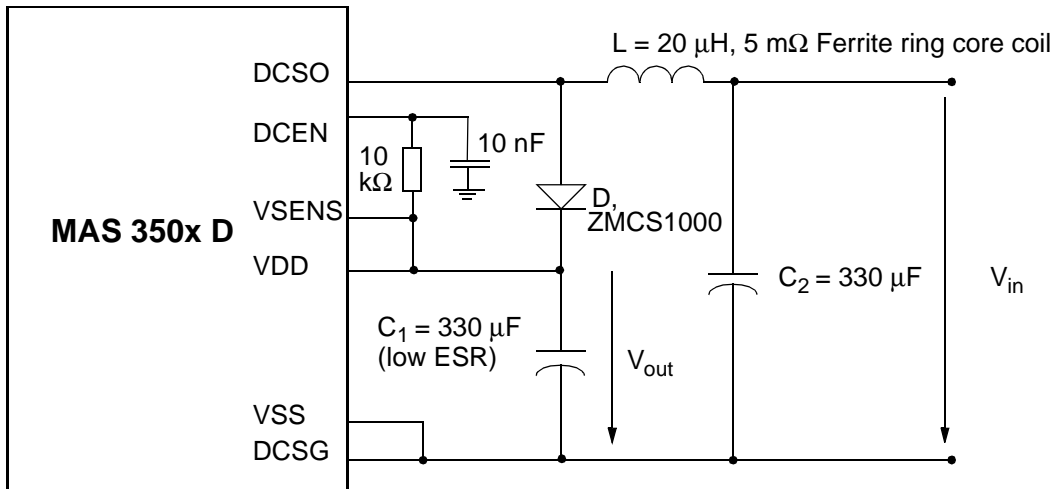 L = 20 μH, 5 mΩ Ferrite ring core coil
DCSO
DCEN
10
kΩ
10 nF
VSENS
D,
ZMCS1000
MAS 350x D
VDD
C2 = 330 μF
Vin
C1 = 330 μF
(low ESR)
Vout
VSS
DCSG